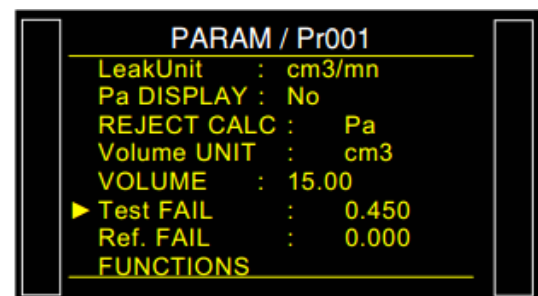 PARAM / Pr001
LeakUnit : cm3/mn
Pa DISPLAY : No
REJECT CALC : Pa
Volume UNIT : cm3
VOLUME : 15.00
Test FAIL : 0.450
Ref. FAIL : 0.000
FUNCTIONS